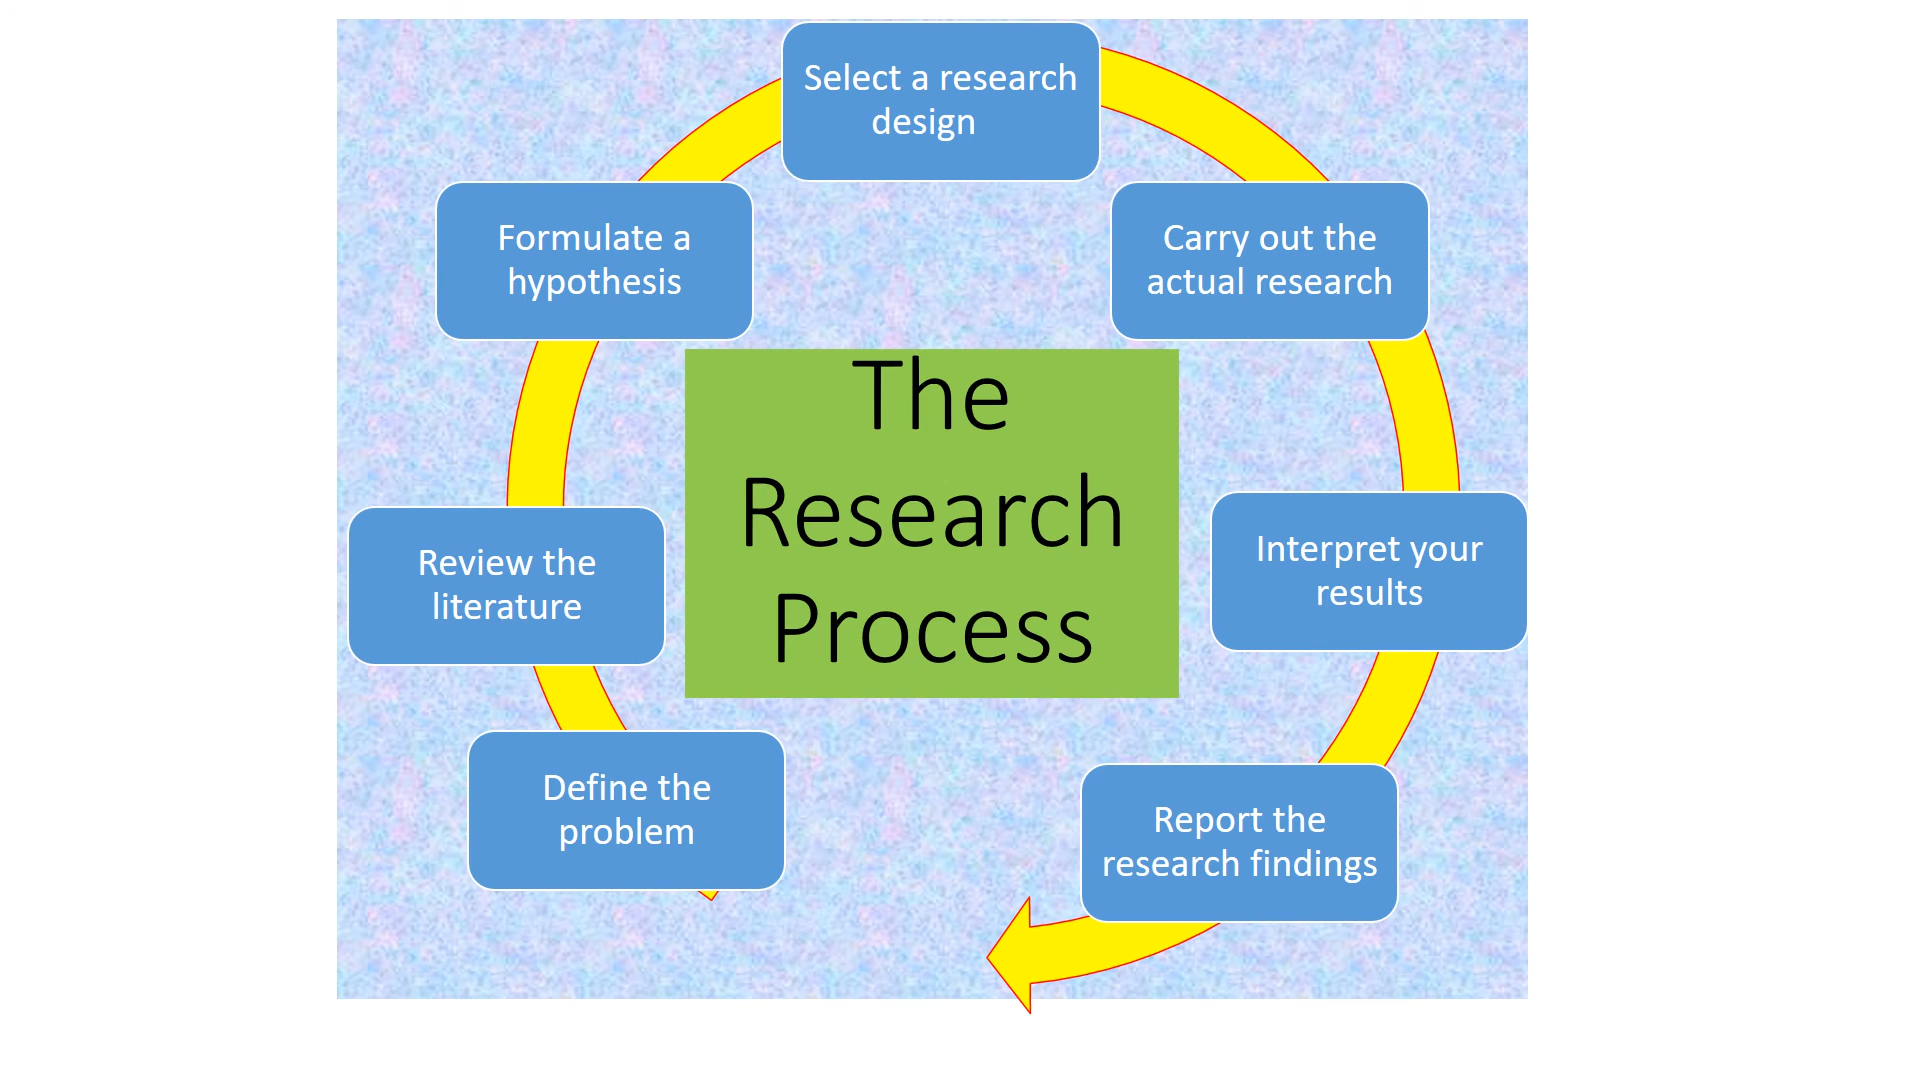 Select a research
design
Formulate a
hypothesis
Carry out the
actual research
The
Research
Process
Review the
literature
Interpret your
results
Define the
problem
Report the
research findings